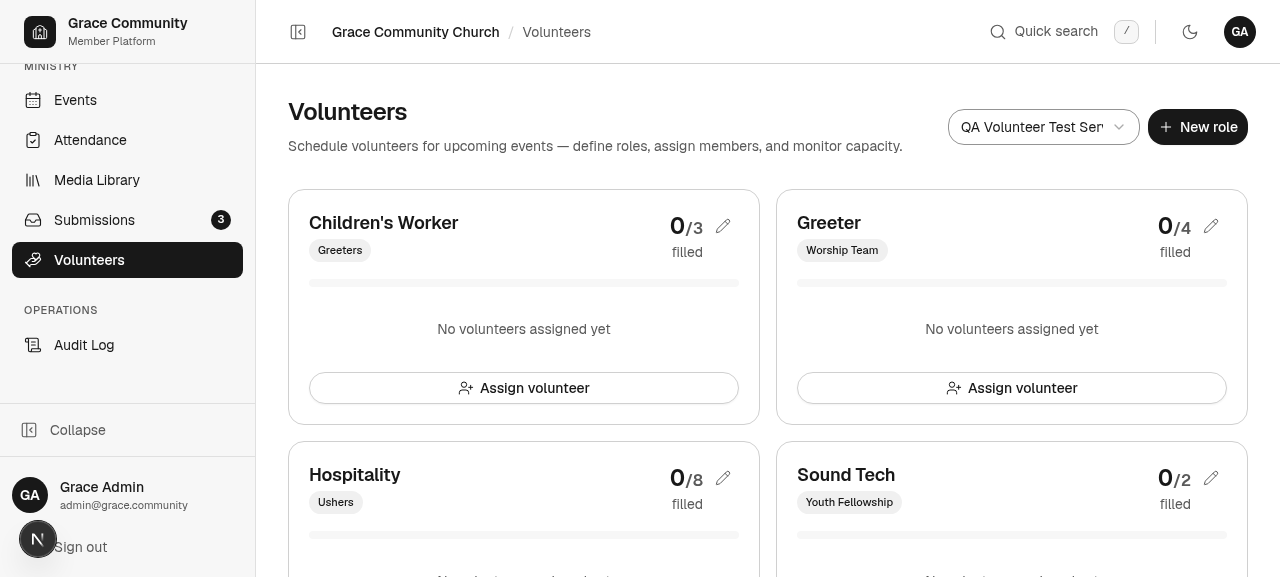 Grace Community
Member Platform
MINISTRY
Events
Attendance
Media Library
Submissions
3
Volunteers
OPERATIONS
Audit Log
Collapse
GA
Grace Admin
admin@grace.community
N
Sign out
Grace Community Church / Volunteers
Quick search
/
GA
Volunteers
Schedule volunteers for upcoming events — define roles, assign members, and monitor capacity.
QA Volunteer Test Ser
New role
Children's Worker
Greeters
0/3
filled
No volunteers assigned yet
Assign volunteer
Greeter
Worship Team
0/4
filled
No volunteers assigned yet
Assign volunteer
Hospitality
Ushers
0/8
filled
Sound Tech
Youth Fellowship
0/2
filled